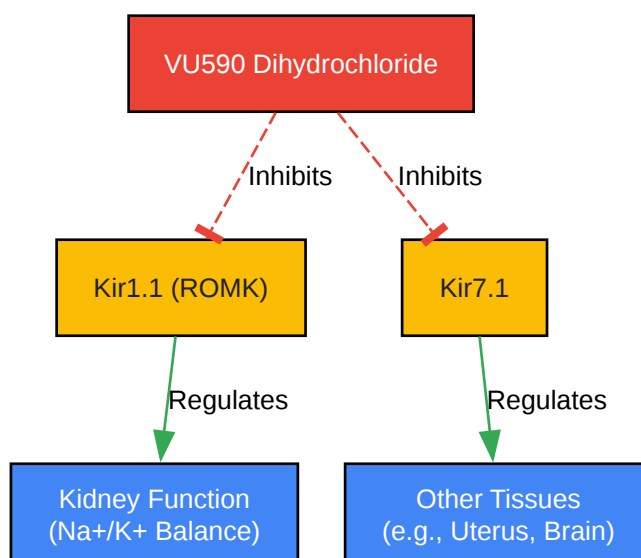 VU590 Dihydrochloride
Inhibits
Inhibits
Kir1.1 (ROMK)
Kir7.1
Regulates
Regulates
Kidney Function
(Na+/K+ Balance)
Other Tissues
(e.g., Uterus, Brain)